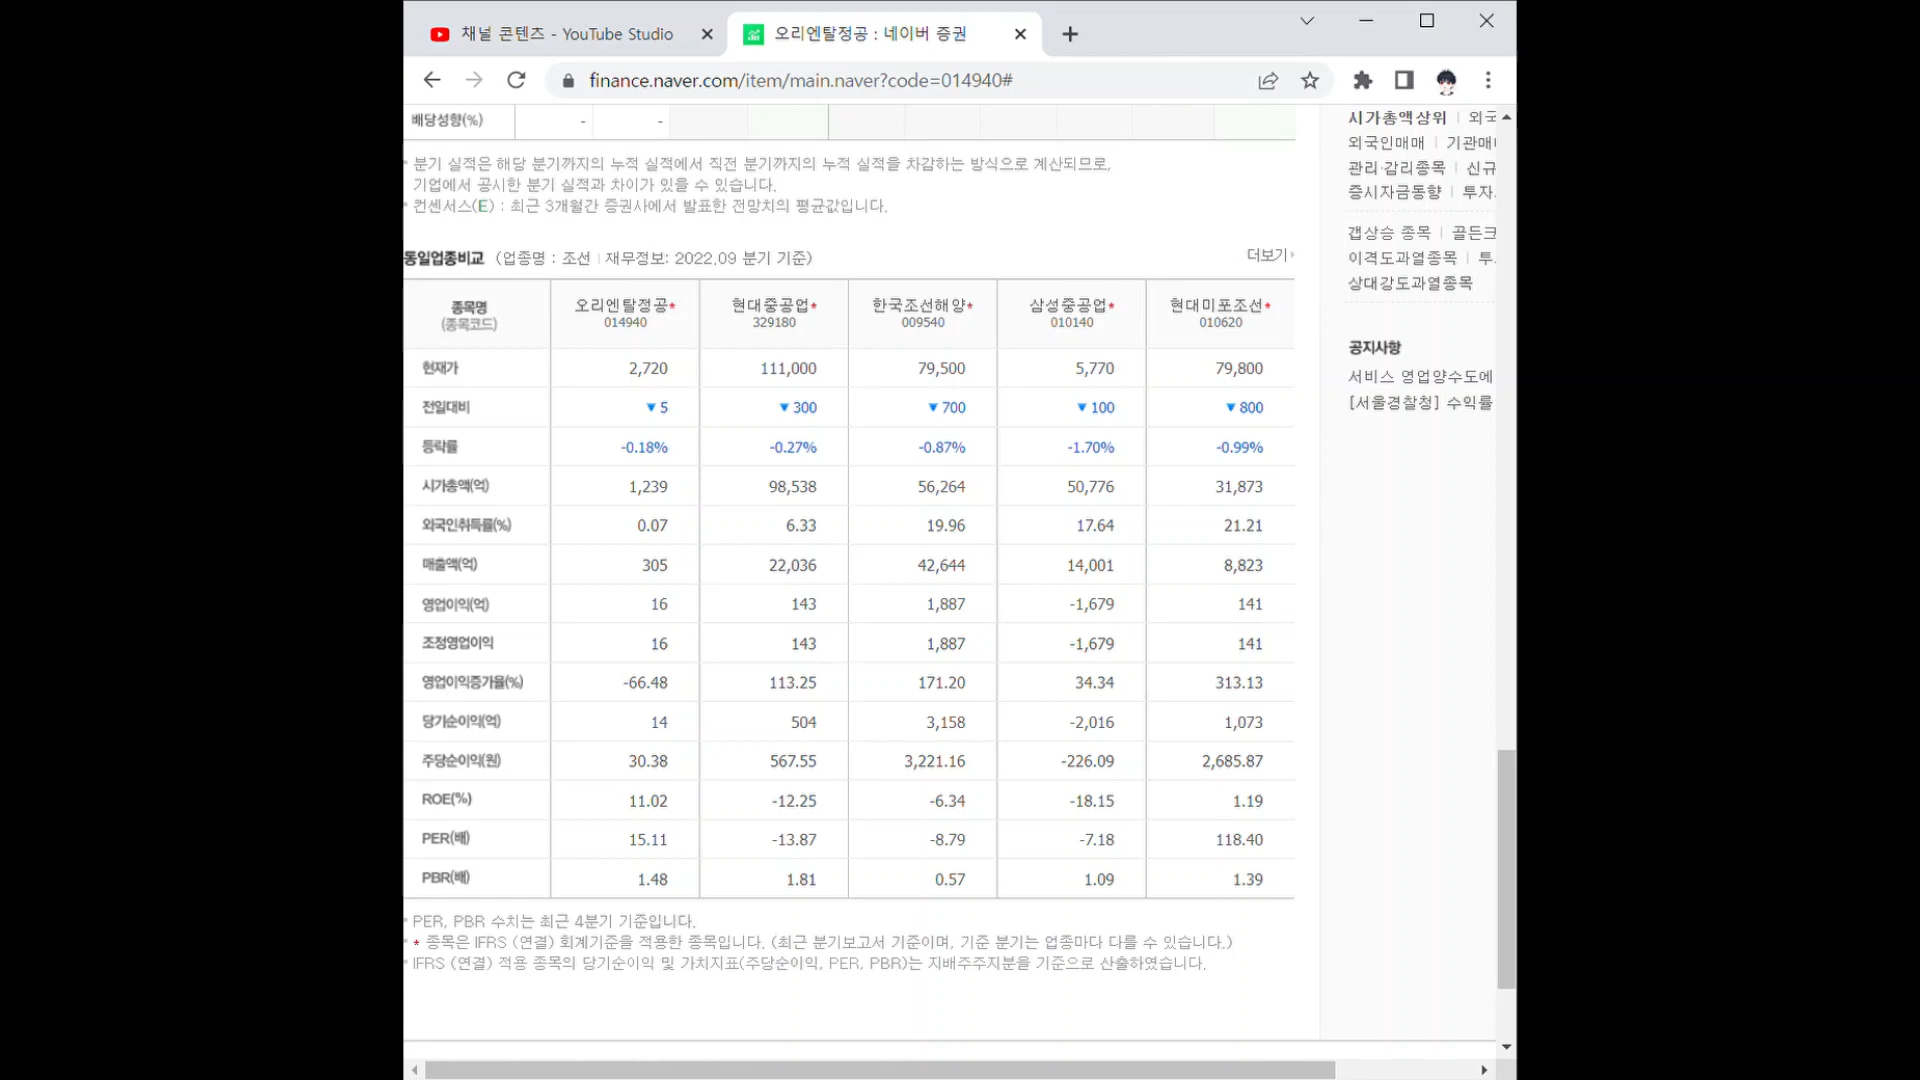 채널 콘텐츠 - YouTube Studio
오리엔탈정공 : 네이버 증권
finance.naver.com/item/main.naver?code=014940#
배당성향(%) - -
* 분기 실적은 해당 분기까지의 누적 실적에서 직전 분기까지의 누적 실적을 차감하는 방식으로 계산되므로,
기업에서 공시한 분기 실적과 차이가 있을 수 있습니다.
* 컨센서스(E) : 최근 3개월간 증권사에서 발표한 전망치의 평균값입니다.
동일업종비교 (업종명 : 조선 | 재무정보: 2022.09 분기 기준) 더보기
종목명 (종목코드) 오리엔탈정공* 014940 현대중공업* 329180 한국조선해양* 009540 삼성중공업* 010140 현대미포조선* 010620
현재가 2,720 111,000 79,500 5,770 79,800
전일대비 ▼5 ▼300 ▼700 ▼100 ▼800
등락률 -0.18% -0.27% -0.87% -1.70% -0.99%
시가총액(억) 1,239 98,538 56,264 50,776 31,873
외국인취득률(%) 0.07 6.33 19.96 17.64 21.21
매출액(억) 305 22,036 42,644 14,001 8,823
영업이익(억) 16 143 1,887 -1,679 141
조정영업이익 16 143 1,887 -1,679 141
영업이익증가율(%) -66.48 113.25 171.20 34.34 313.13
당기순이익(억) 14 504 3,158 -2,016 1,073
주당순이익(원) 30.38 567.55 3,221.16 -226.09 2,685.87
ROE(%) 11.02 -12.25 -6.34 -18.15 1.19
PER(배) 15.11 -13.87 -8.79 -7.18 118.40
PBR(배) 1.48 1.81 0.57 1.09 1.39
* PER, PBR 수치는 최근 4분기 기준입니다.
* * 종목은 IFRS (연결) 회계기준을 적용한 종목입니다. (최근 분기보고서 기준이며, 기준 분기는 업종마다 다를 수 있습니다.)
* IFRS (연결) 적용 종목의 당기순이익 및 가치지표(주당순이익, PER, PBR)는 지배주주지분을 기준으로 산출하였습니다.
시가총액상위 | 외국
외국인매매 | 기관매
관리·감리종목 | 신규
증시자금동향 | 투자
갭상승 종목 | 골든크
이격도과열종목 | 투
상대강도과열종목
공지사항
서비스 영업양수도에
[서울경찰청] 수익률